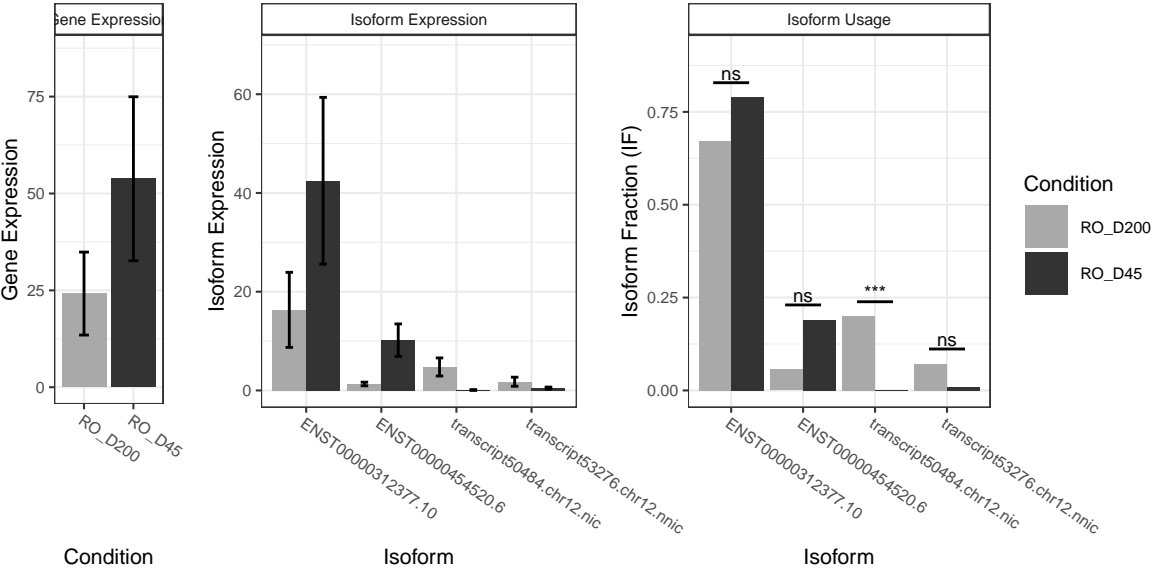 Gene Expression
Isoform Expression
Isoform Usage
Gene Expression
75
50
25
0
RO_D200
RO_D45
Condition
Isoform Expression
60
40
20
0
ENST00000312377.10
ENST00000454520.6
transcript50484.chr12.nic
transcript53276.chr12.nnic
Isoform
Isoform Fraction (IF)
0.75
0.50
0.25
0.00
ns
ns
***
ns
ENST00000312377.10
ENST00000454520.6
transcript50484.chr12.nic
transcript53276.chr12.nnic
Isoform
Condition
RO_D200
RO_D45